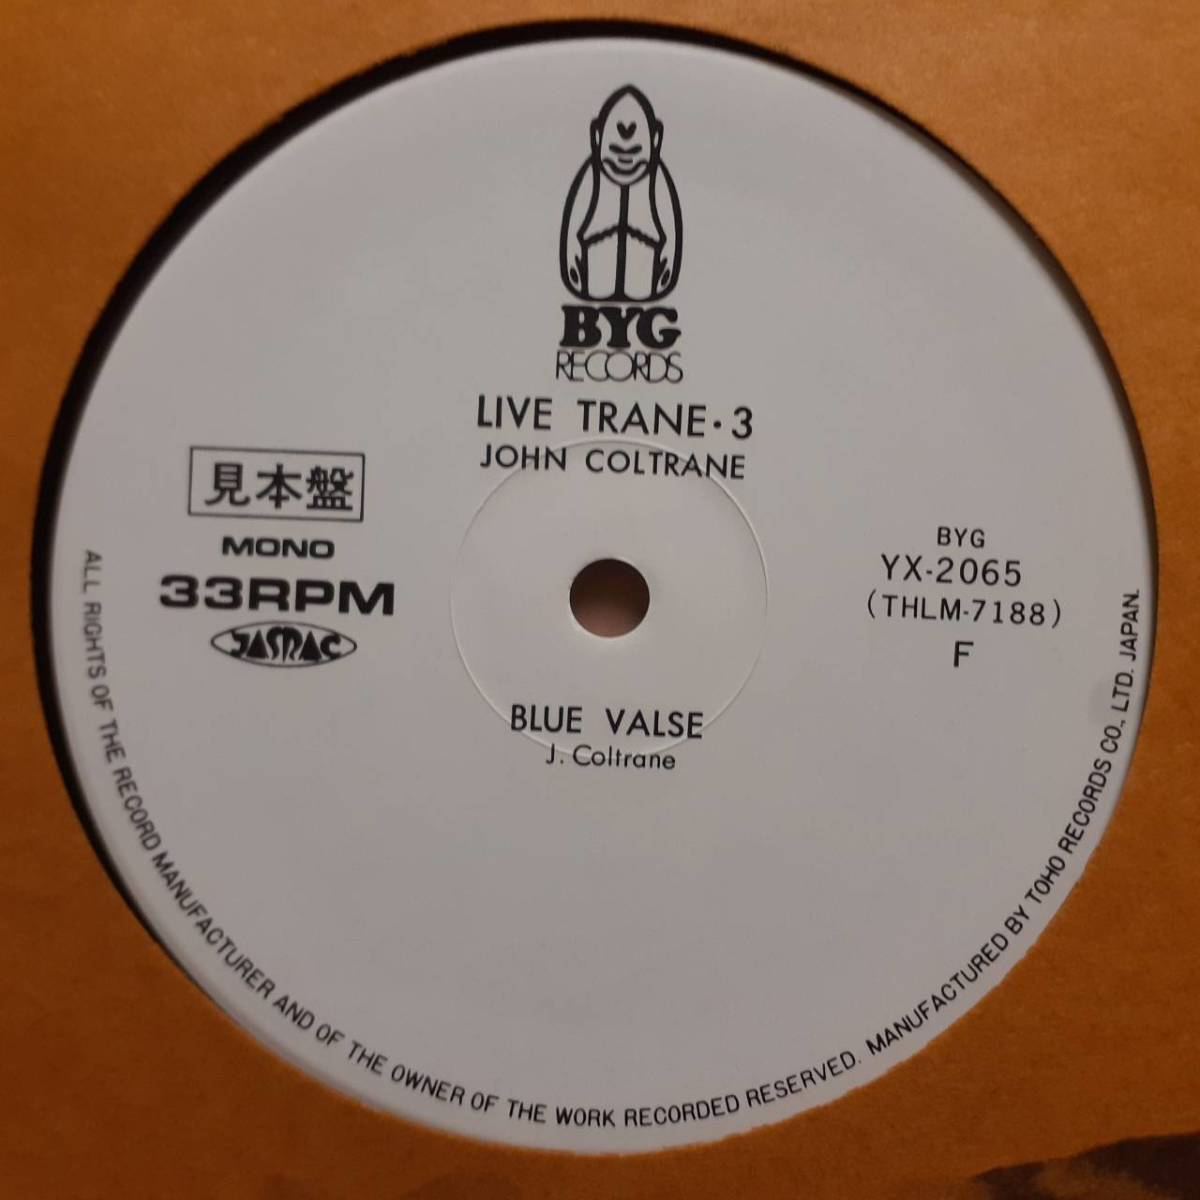 BYG
RECORDS
LIVE TRANE・3
JOHN COLTRANE
見本盤
MONO
33RPM
JASRAC
BYG
YX-2065
(THLM-7188)
F
BLUE VALSE
J. Coltrane
ALL RIGHTS OF THE RECORD MANUFACTURER AND OF THE OWNER OF THE WORK RECORDED RESERVED. MANUFACTURED BY TOHO RECORDS CO., LTD. JAPAN.